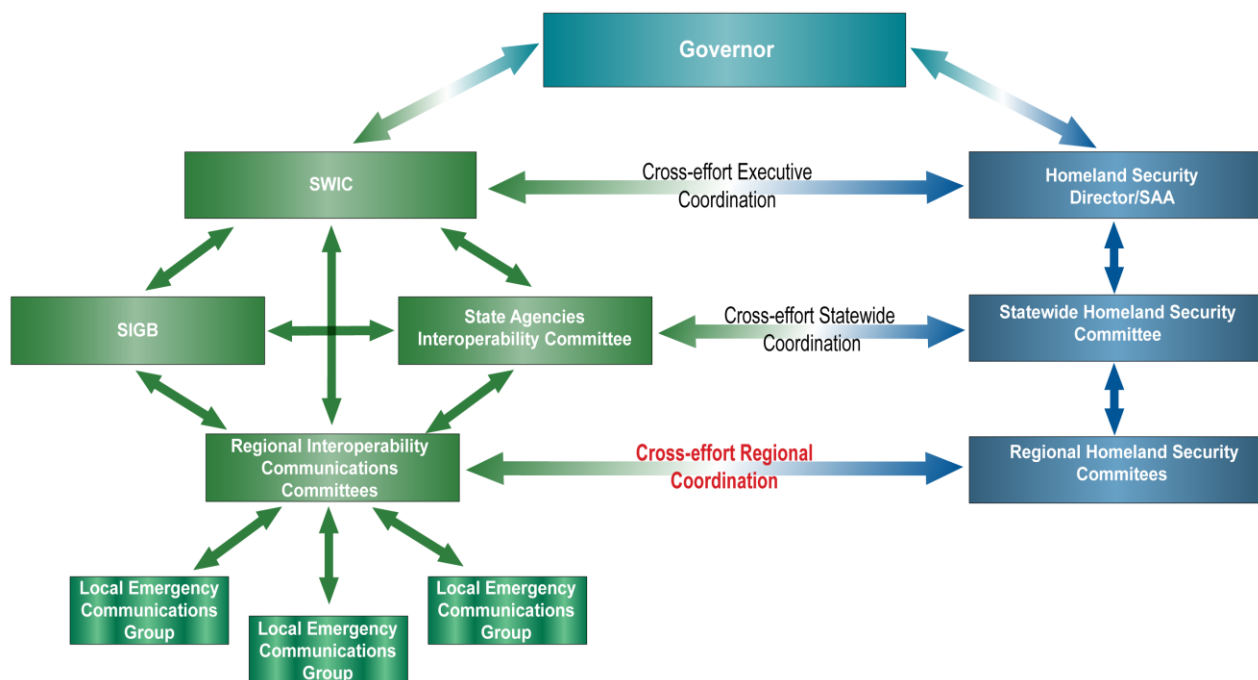 Governor
SWIC
Cross-effort Executive
Coordination
Homeland Security
Director/SAA
SIGB
State Agencies
Interoperability Committee
Cross-effort Statewide
Coordination
Statewide Homeland Security
Committee
Regional Interoperability
Communications
Committees
Cross-effort Regional
Coordination
Regional Homeland Security
Commitees
Local Emergency
Communications
Group
Local Emergency
Communications
Group
Local Emergency
Communications
Group